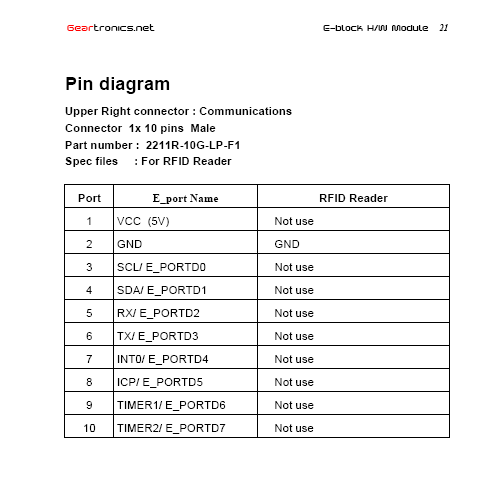 Geartronics.net E-block H/W Module 21
Pin diagram
Upper Right connector : Communications
Connector 1x 10 pins Male
Part number : 2211R-10G-LP-F1
Spec files : For RFID Reader
Port E_port Name RFID Reader
1 VCC (5V) Not use
2 GND GND
3 SCL/ E_PORTD0 Not use
4 SDA/ E_PORTD1 Not use
5 RX/ E_PORTD2 Not use
6 TX/ E_PORTD3 Not use
7 INT0/ E_PORTD4 Not use
8 ICP/ E_PORTD5 Not use
9 TIMER1/ E_PORTD6 Not use
10 TIMER2/ E_PORTD7 Not use